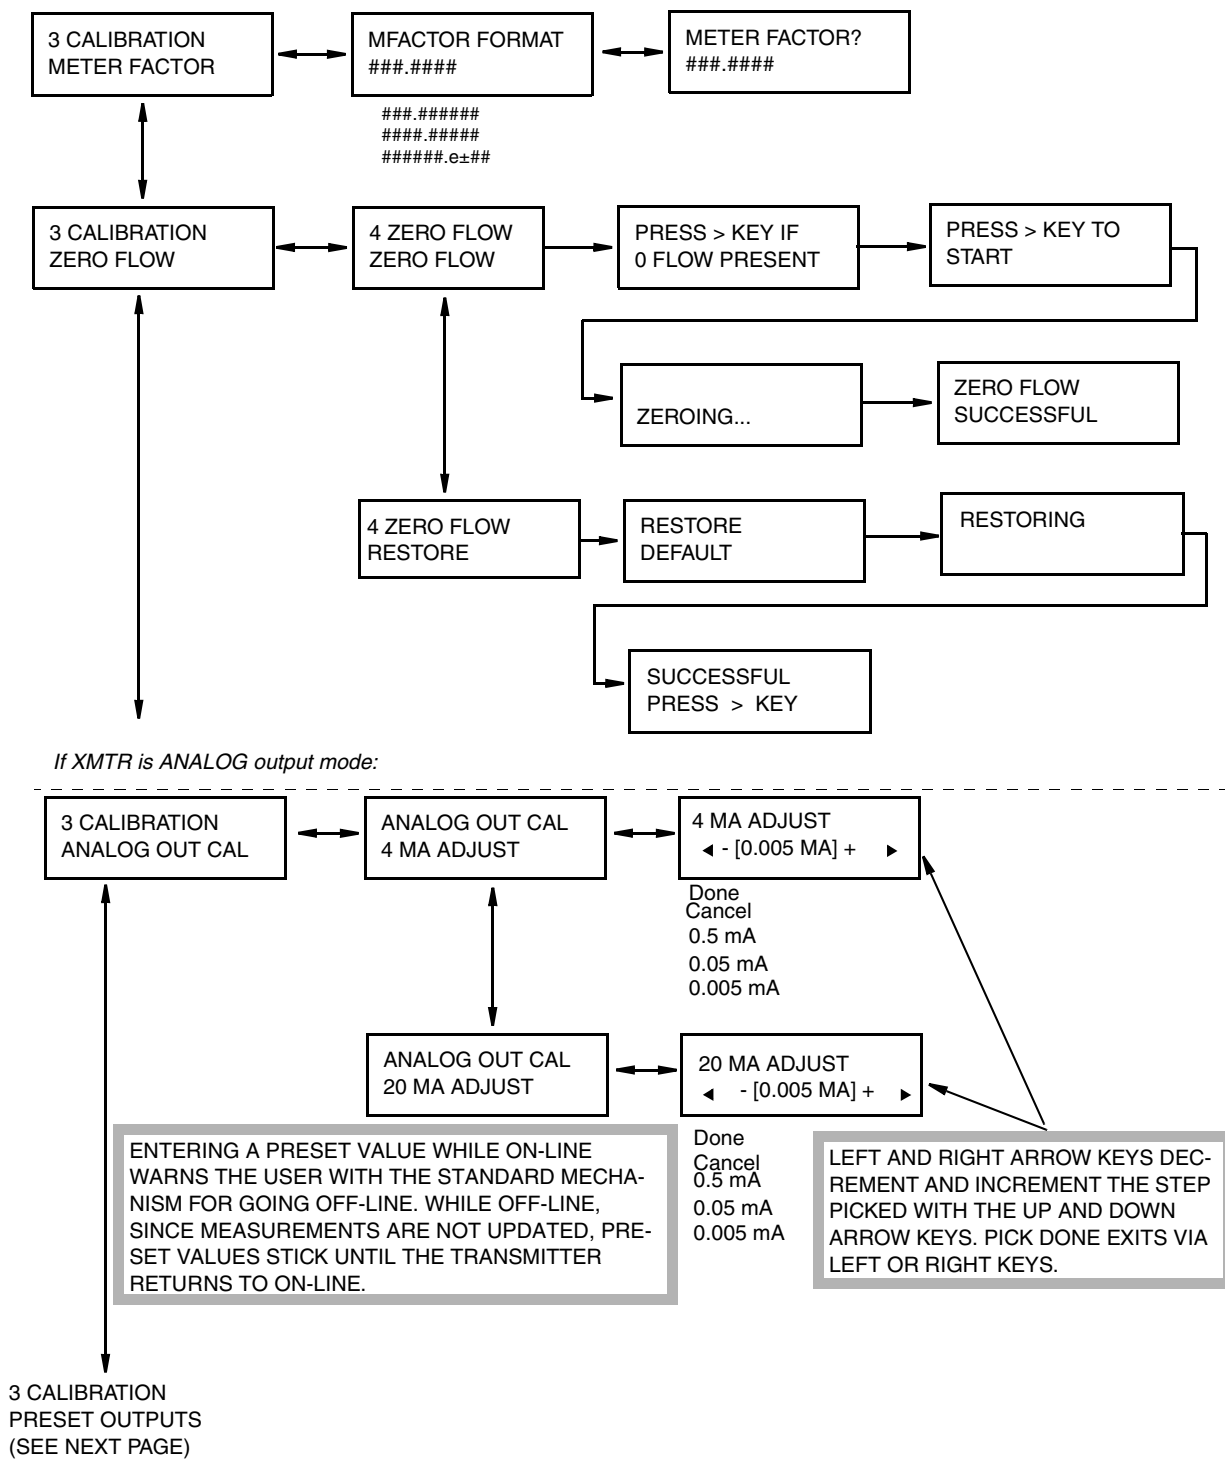 3 CALIBRATION
METER FACTOR
MFACTOR FORMAT
###.####
METER FACTOR?
###.####
###.######
####.#####
######.e±##
3 CALIBRATION
ZERO FLOW
4 ZERO FLOW
ZERO FLOW
PRESS > KEY IF
0 FLOW PRESENT
PRESS > KEY TO
START
ZEROING...
ZERO FLOW
SUCCESSFUL
4 ZERO FLOW
RESTORE
RESTORE
DEFAULT
RESTORING
SUCCESSFUL
PRESS > KEY
If XMTR is ANALOG output mode:
3 CALIBRATION
ANALOG OUT CAL
ANALOG OUT CAL
4 MA ADJUST
4 MA ADJUST
◄ - [0.005 MA] + ►
Done
Cancel
0.5 mA
0.05 mA
0.005 mA
ANALOG OUT CAL
20 MA ADJUST
20 MA ADJUST
◄ - [0.005 MA] + ►
Done
Cancel
0.5 mA
0.05 mA
0.005 mA
ENTERING A PRESET VALUE WHILE ON-LINE
WARNS THE USER WITH THE STANDARD MECHA-
NISM FOR GOING OFF-LINE. WHILE OFF-LINE,
SINCE MEASUREMENTS ARE NOT UPDATED, PRE-
SET VALUES STICK UNTIL THE TRANSMITTER
RETURNS TO ON-LINE.
LEFT AND RIGHT ARROW KEYS DEC-
REMENT AND INCREMENT THE STEP
PICKED WITH THE UP AND DOWN
ARROW KEYS. PICK DONE EXITS VIA
LEFT OR RIGHT KEYS.
3 CALIBRATION
PRESET OUTPUTS
(SEE NEXT PAGE)